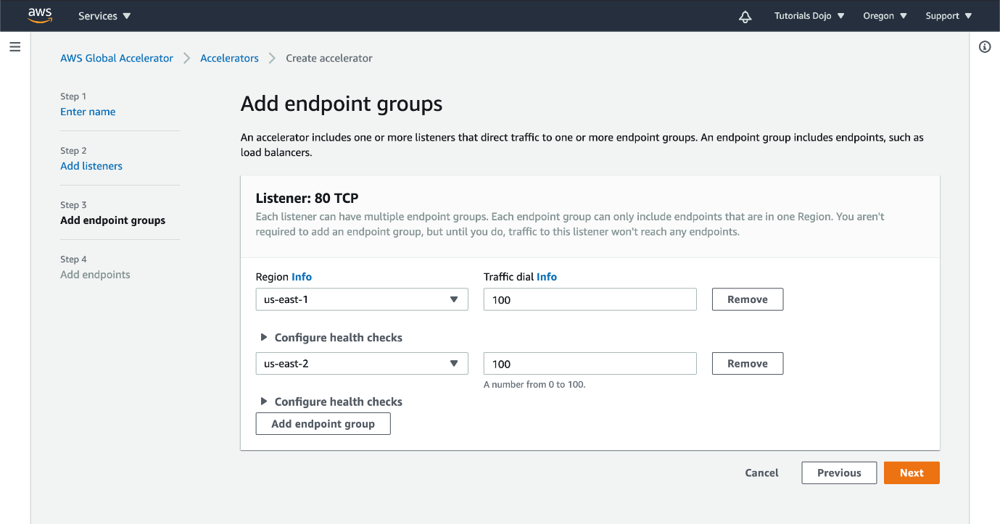 aws Services Tutorials Dojo Oregon Support
AWS Global Accelerator Accelerators Create accelerator
Step 1
Enter name
Step 2
Add listeners
Step 3
Add endpoint groups
Step 4
Add endpoints
Add endpoint groups
An accelerator includes one or more listeners that direct traffic to one or more endpoint groups. An endpoint group includes endpoints, such as
load balancers.
Listener: 80 TCP
Each listener can have multiple endpoint groups. Each endpoint group can only include endpoints that are in one Region. You aren't
required to add an endpoint group, but until you do, traffic to this listener won't reach any endpoints.
Region Info Traffic dial Info
us-east-1 100 Remove
Configure health checks
us-east-2 100 Remove
A number from 0 to 100.
Configure health checks
Add endpoint group
Cancel Previous Next